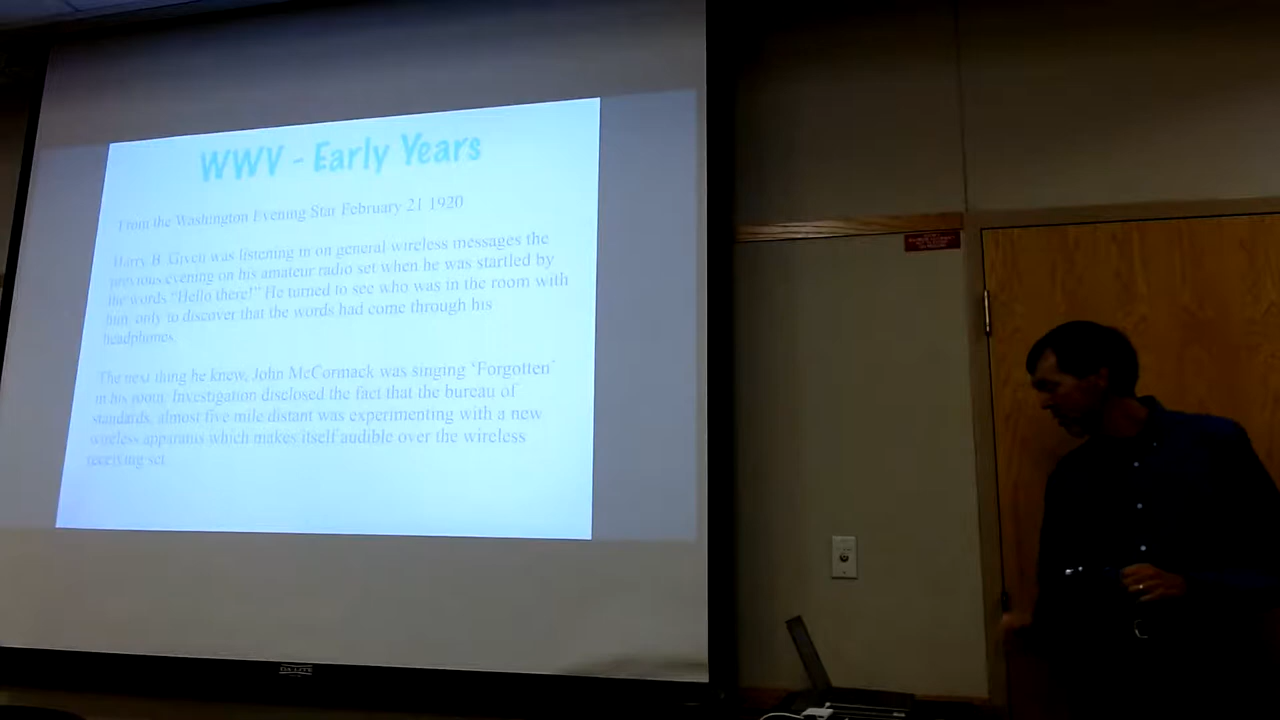 WWV - Early Years
From the Washington Evening Star February 21 1920
Harry B. Given was listening in on general wireless messages the
previous evening on his amateur radio set when he was startled by
the words "Hello there!" He turned to see who was in the room with
him only to discover that the words had come through his
headphones.
The next thing he knew, John McCormack was singing 'Forgotten'
in his room. Investigation disclosed the fact that the bureau of
standards, almost five mile distant was experimenting with a new
wireless apparatus which makes itself audible over the wireless
receiving set
DA-LITE